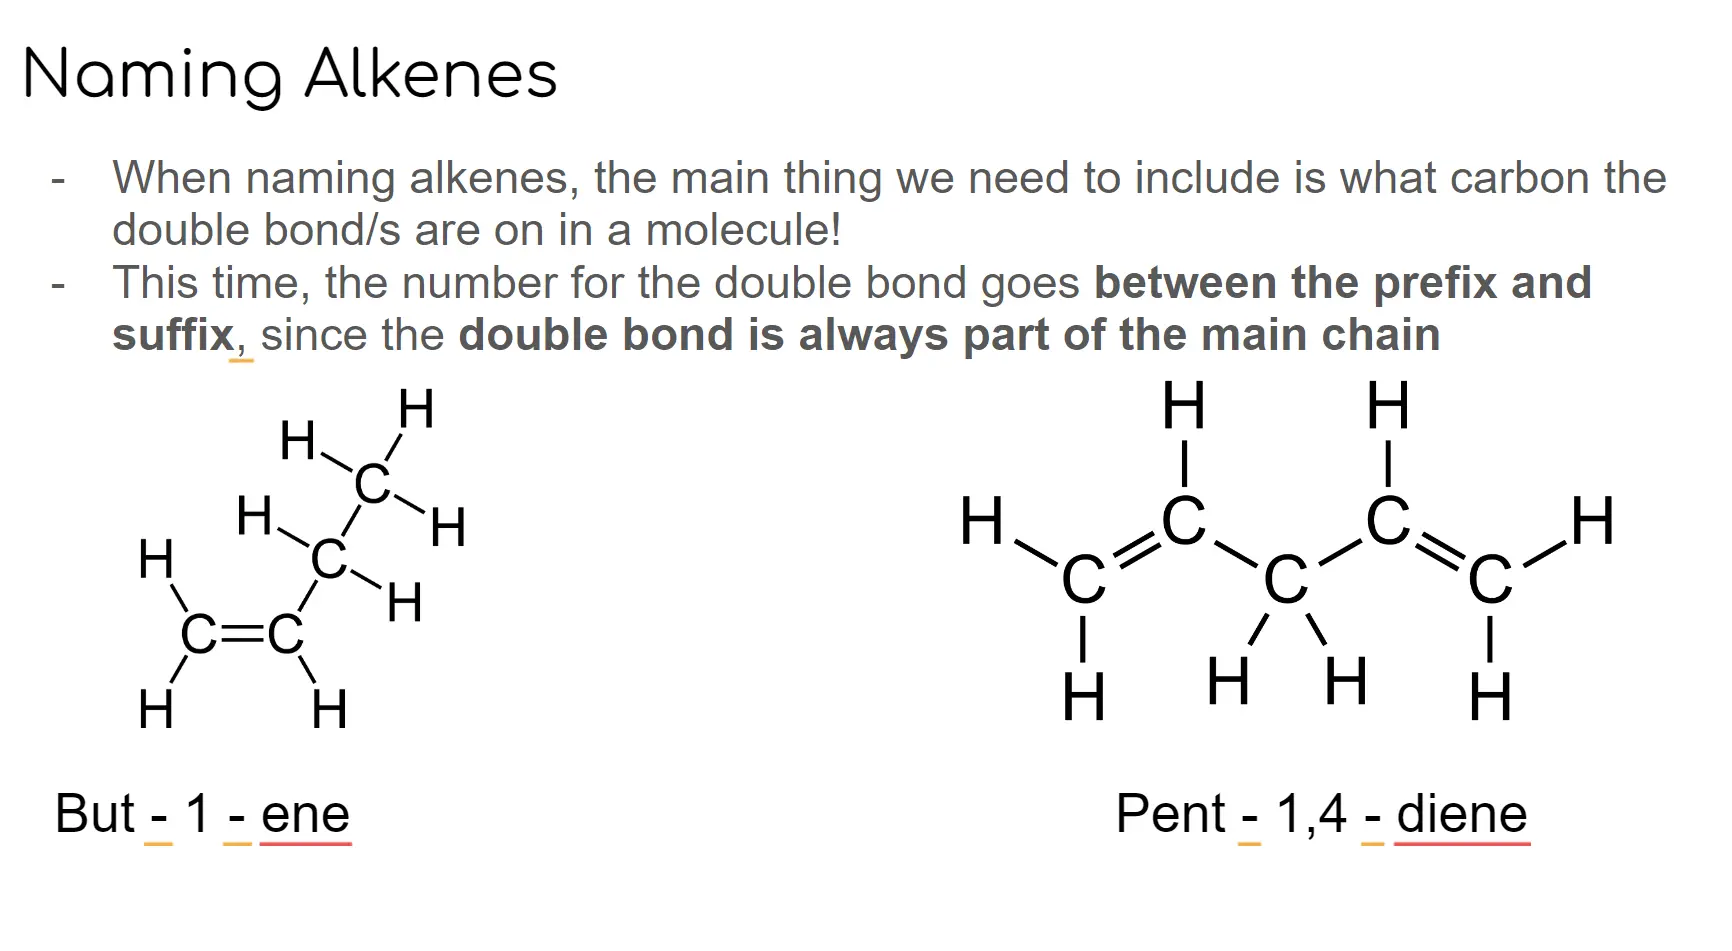 Naming Alkenes
- When naming alkenes, the main thing we need to include is what carbon the
double bond/s are on in a molecule!
- This time, the number for the double bond goes between the prefix and
suffix, since the double bond is always part of the main chain
H
H
C
H
H
C
H
H
C=C
H
H
But - 1 - ene
H
H
H
C
C
H
C
C
C
H
H
H
H
Pent - 1,4 - diene